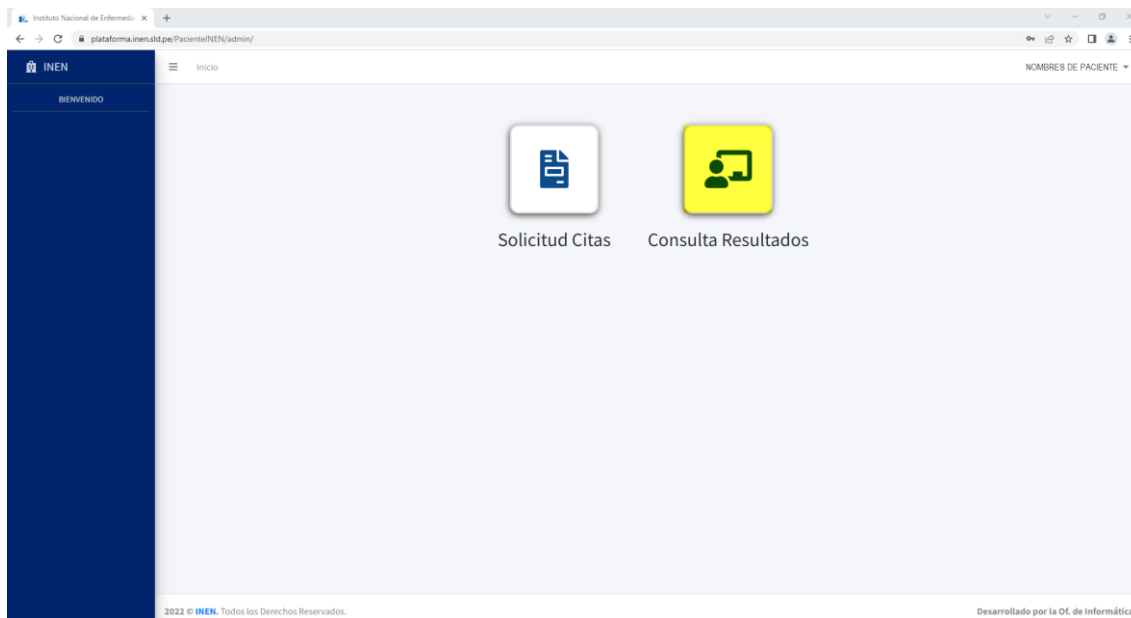 Instituto Nacional de Enfermeda
plataforma.inen.sld.pe/PacienteINEN/admin/
INEN
Inicio
NOMBRES DE PACIENTE
BIENVENIDO
Solicitud Citas
Consulta Resultados
2022 © INEN. Todos los Derechos Reservados.
Desarrollado por la Of. de Informática